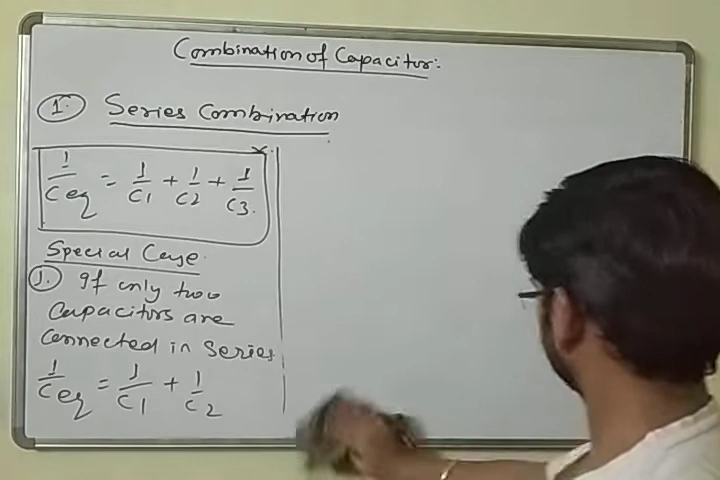 Combination of Capacitor:
1. Series Combination
1/Ceq = 1/C1 + 1/C2 + 1/C3.
Special Case
1. If only two
Capacitors are
Connected in Series
1/Ceq = 1/C1 + 1/C2